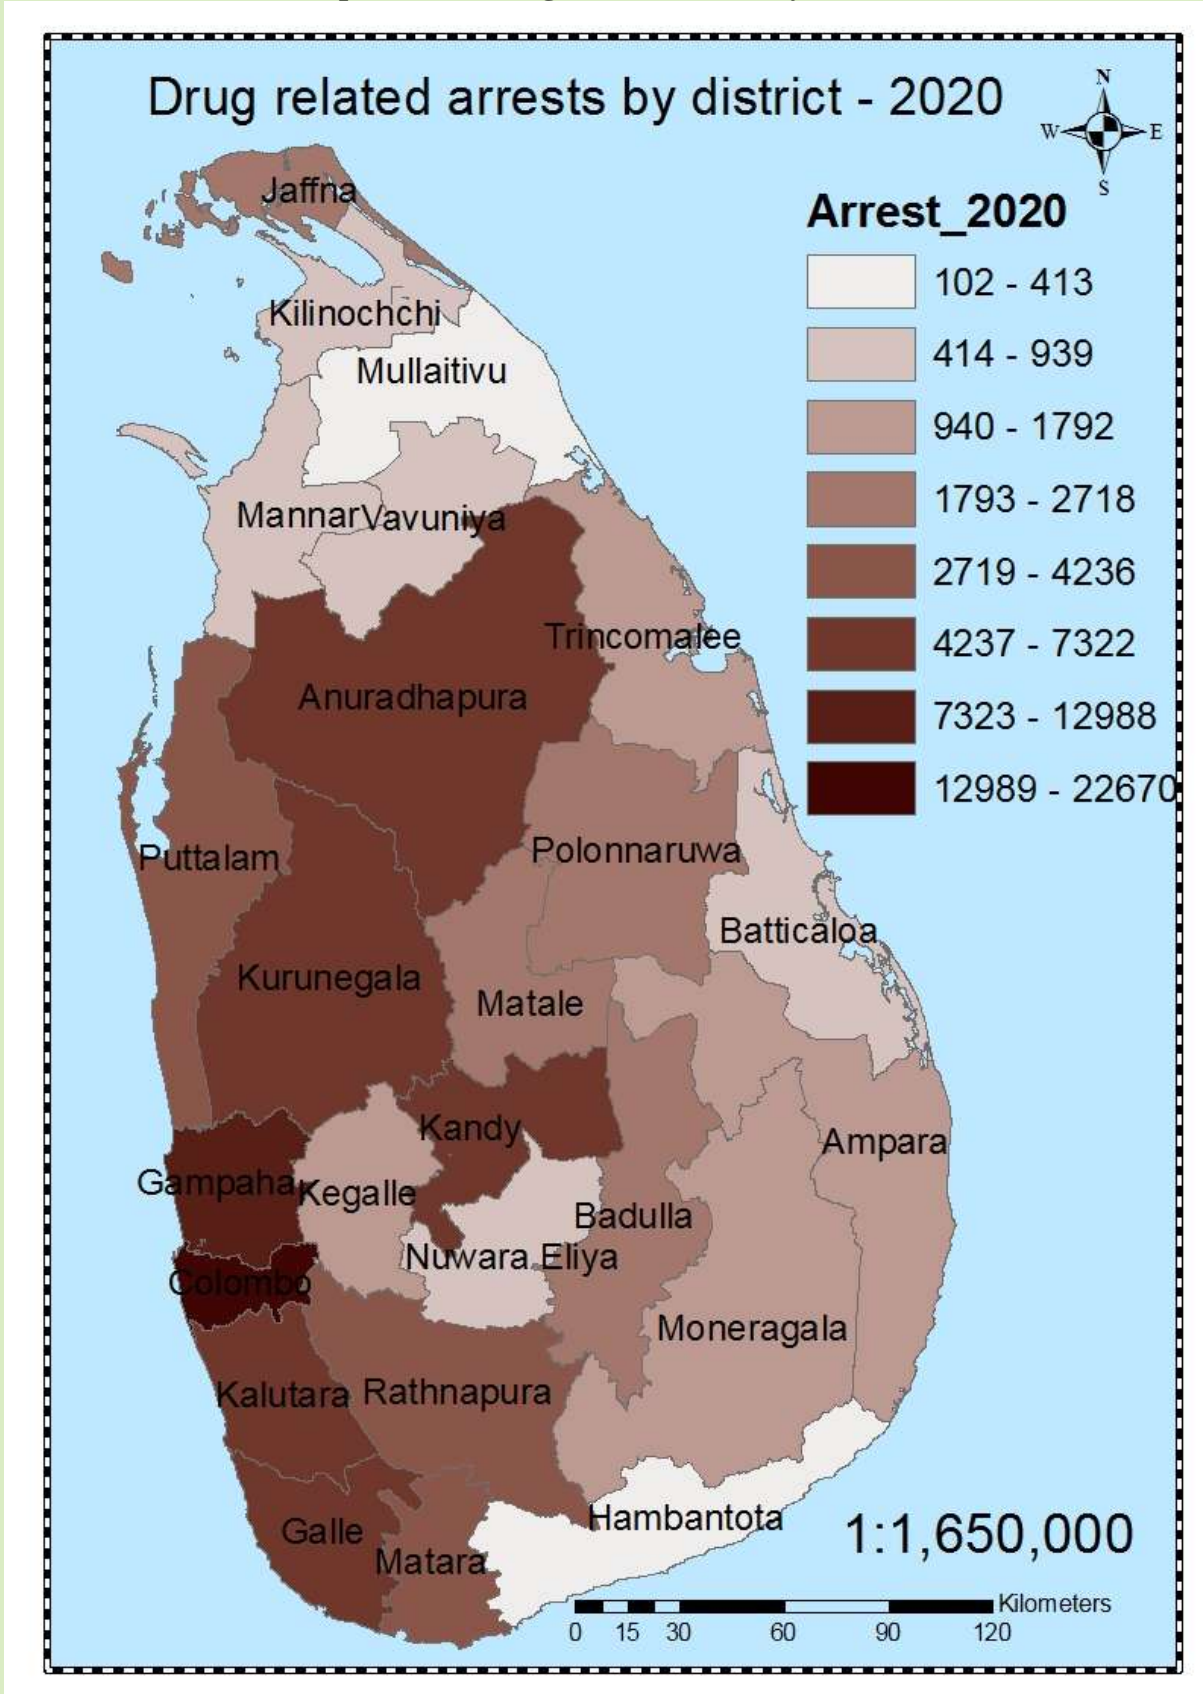 Drug related arrests by district - 2020
N
W E
S
Arrest_2020
102 - 413
414 - 939
940 - 1792
1793 - 2718
2719 - 4236
4237 - 7322
7323 - 12988
12989 - 22670
Jaffna
Kilinochchi
Mullaitivu
Mannar
Vavuniya
Trincomalee
Anuradhapura
Puttalam
Polonnaruwa
Batticaloa
Kurunegala
Matale
Kandy
Ampara
Gampaha
Kegalle
Badulla
Nuwara Eliya
Colombo
Moneragala
Kalutara
Rathnapura
Galle
Matara
Hambantota
1:1,650,000
Kilometers
0 15 30 60 90 120